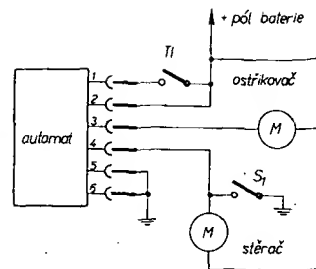 + pól baterie
Tl
ostřikovač
1
2
3
4
5
6
automat
M
S1
M
stěrač